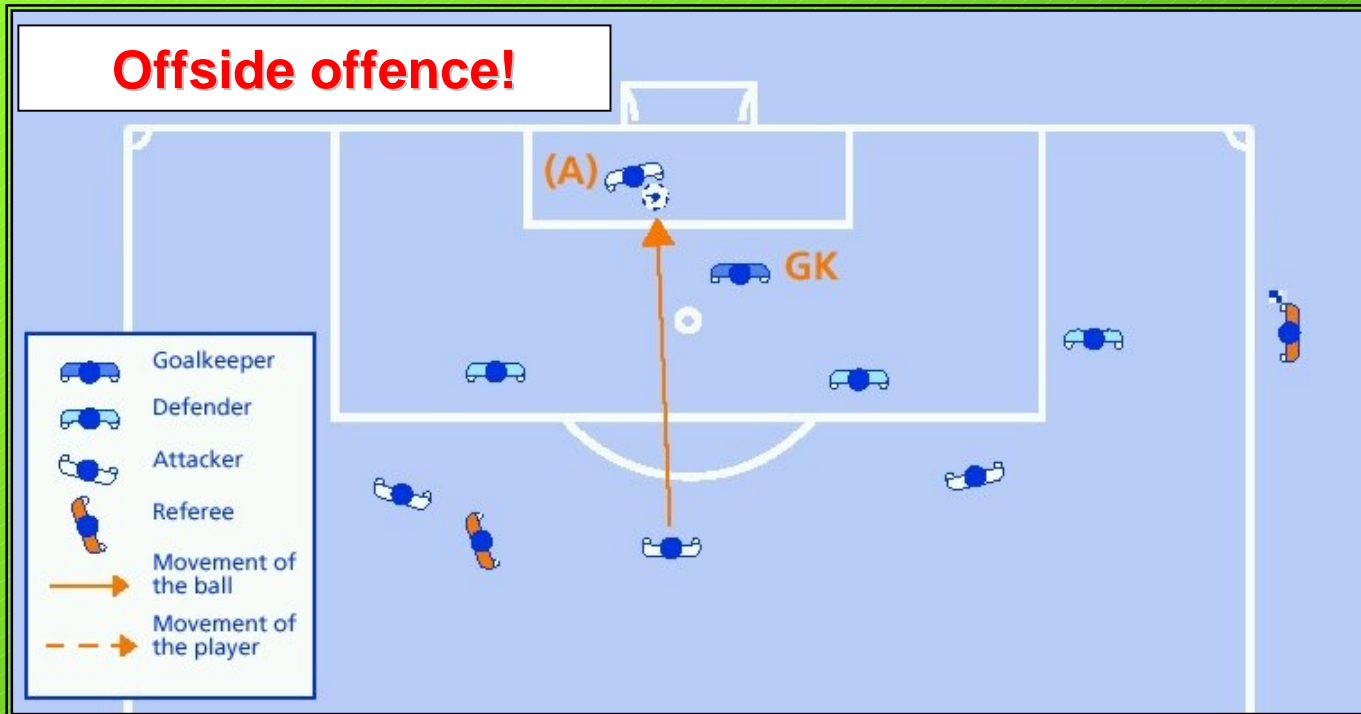 Offside offence!
(A)
GK
Goalkeeper
Defender
Attacker
Referee
Movement of
the ball
Movement of
the player